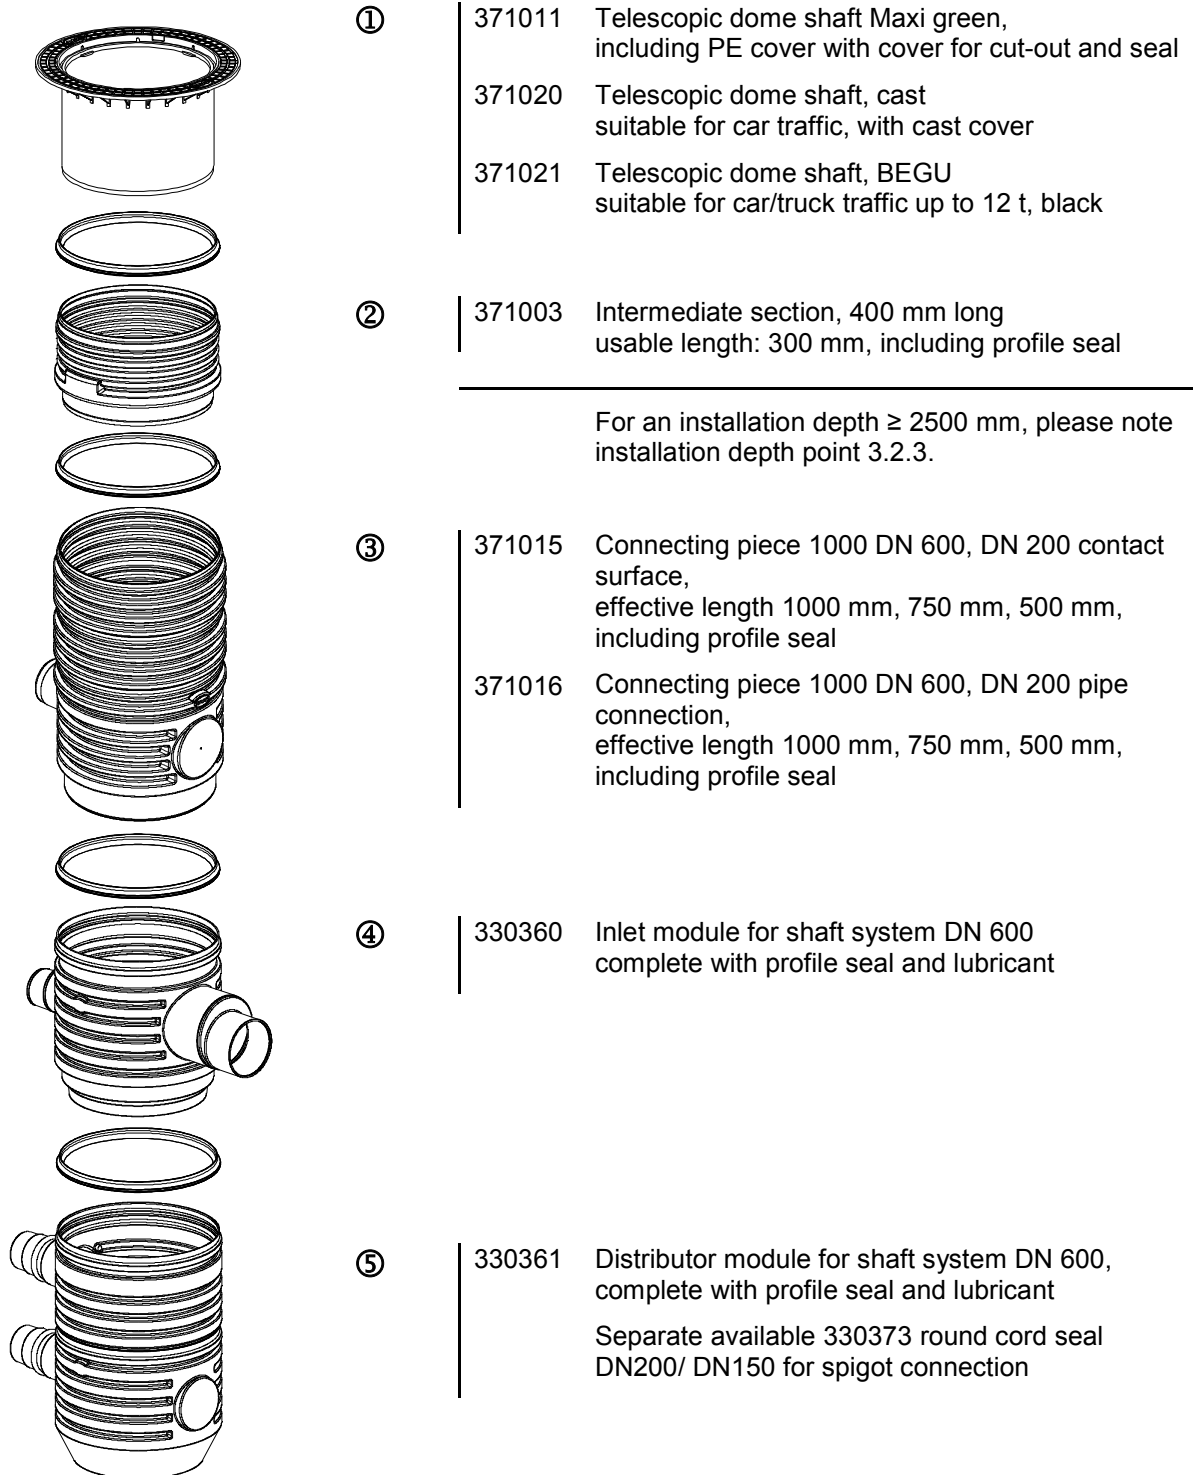 ① 371011 Telescopic dome shaft Maxi green,
including PE cover with cover for cut-out and seal
371020 Telescopic dome shaft, cast
suitable for car traffic, with cast cover
371021 Telescopic dome shaft, BEGU
suitable for car/truck traffic up to 12 t, black
② 371003 Intermediate section, 400 mm long
usable length: 300 mm, including profile seal
For an installation depth ≥ 2500 mm, please note
installation depth point 3.2.3.
③ 371015 Connecting piece 1000 DN 600, DN 200 contact
surface,
effective length 1000 mm, 750 mm, 500 mm,
including profile seal
371016 Connecting piece 1000 DN 600, DN 200 pipe
connection,
effective length 1000 mm, 750 mm, 500 mm,
including profile seal
④ 330360 Inlet module for shaft system DN 600
complete with profile seal and lubricant
⑤ 330361 Distributor module for shaft system DN 600,
complete with profile seal and lubricant
Separate available 330373 round cord seal
DN200/ DN150 for spigot connection